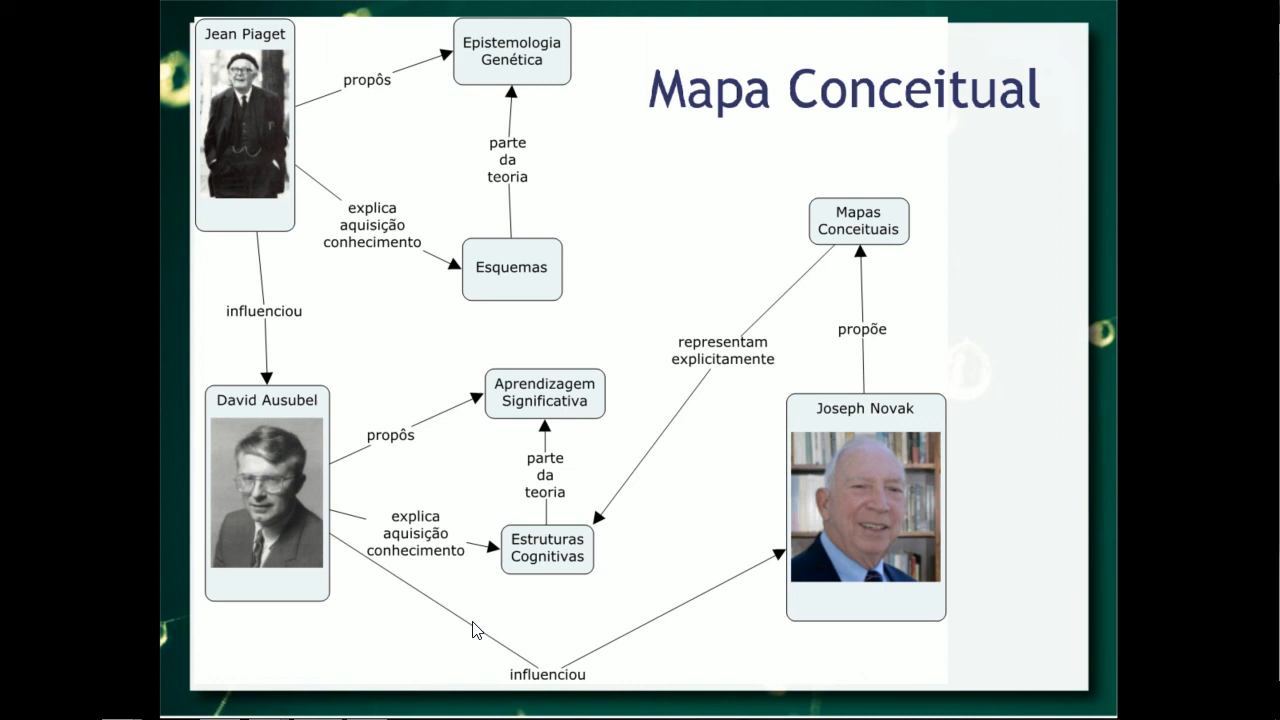 Mapa Conceitual
Jean Piaget
propôs
Epistemologia
Genética
parte
da
teoria
explica
aquisição
conhecimento
Esquemas
influenciou
David Ausubel
propôs
Aprendizagem
Significativa
parte
da
teoria
explica
aquisição
conhecimento
Estruturas
Cognitivas
influenciou
Joseph Novak
propõe
Mapas
Conceituais
representam
explicitamente